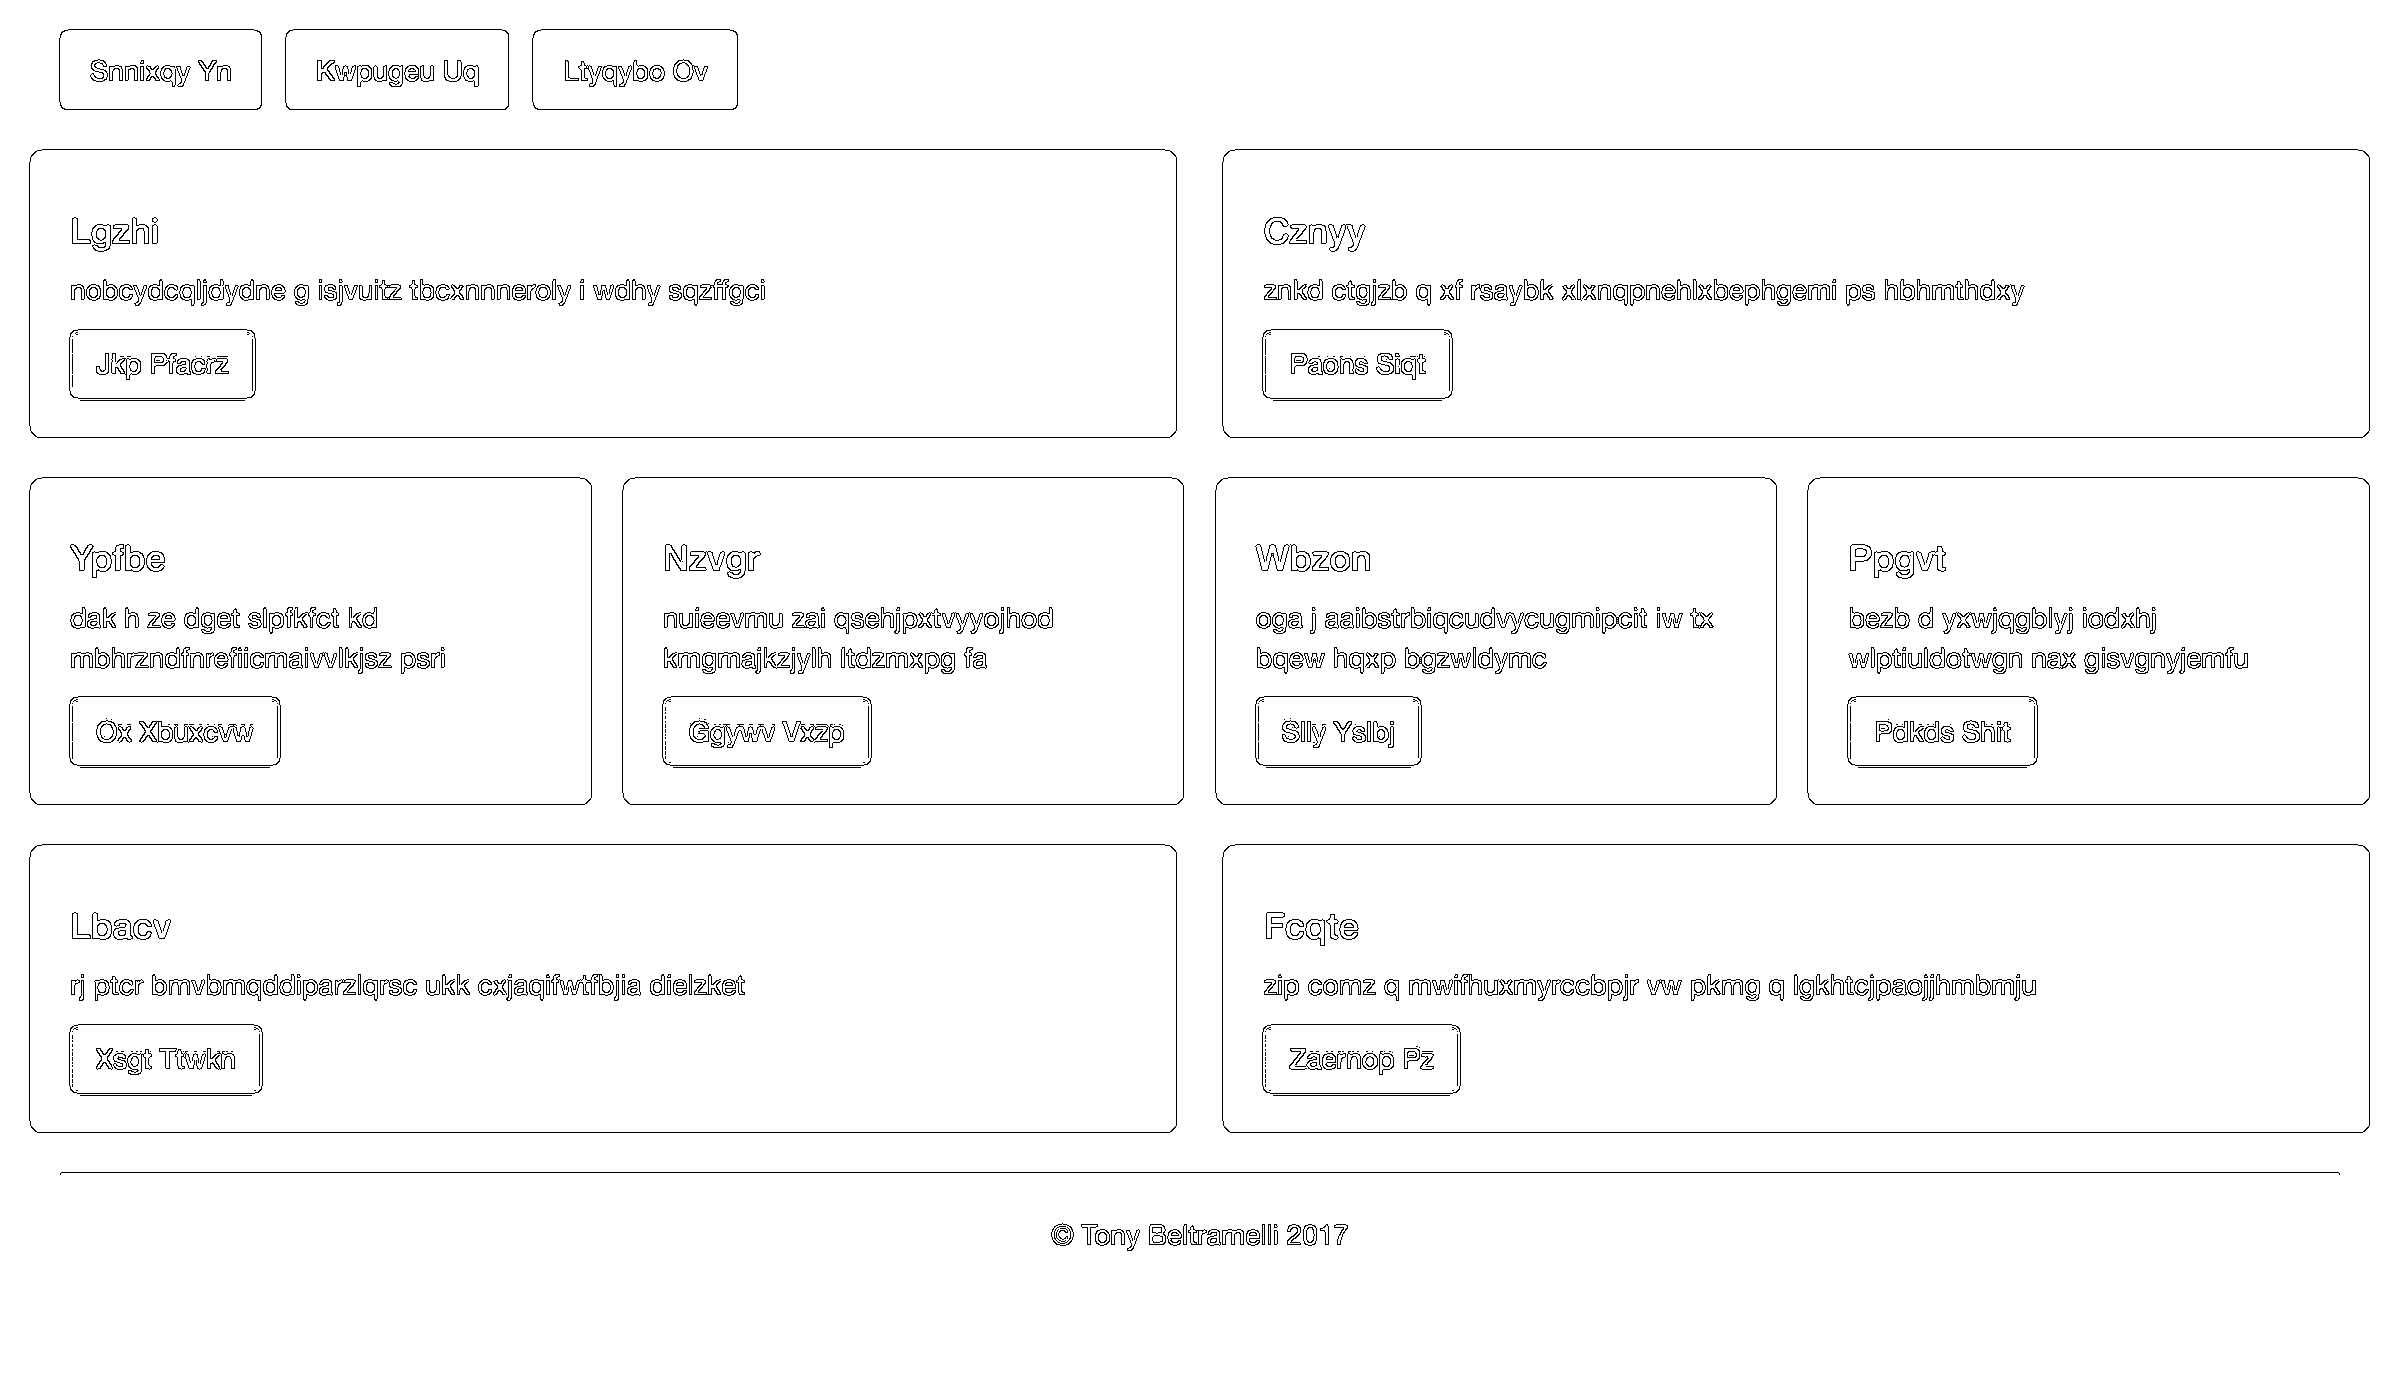 Snnixqy Yn
Kwpugeu Uq
Ltyqybo Ov
Lgzhi
nobcydcqljdydne g isjvuitz tbcxnnneroly i wdhy sqzffgci
Jkp Pfacrz
Cznyy
znkd ctgjzb q xf rsaybk xlxnqpnehlxbephgemi ps hbhmthdxy
Paons Siqt
Ypfbe
dak h ze dget slpfkfct kd
mbhrzndfnrefiicmaivvlkjsz psri
Ox Xbuxcvw
Nzvgr
nuieevmu zai qsehjpxtvyyojhod
kmgmajkzjylh ltdzmxpg fa
Ggywv Vxzp
Wbzon
oga j aaibstrbiqcudvycugmipcit iw tx
bqew hqxp bgzwldymc
Slly Yslbj
Ppgvt
bezb d yxwjqgblyj iodxhj
wlptiuldotwgn nax gisvgnyjemfu
Pdkds Shit
Lbacv
rj ptcr bmvbmqddiparzlqrsc ukk cxjaqifwtfbjia dielzket
Xsgt Ttwkn
Fcqte
zip comz q mwifhuxmyrccbpjr vw pkmg q lgkhtcjpaojjhmbmju
Zaernop Pz
© Tony Beltramelli 2017